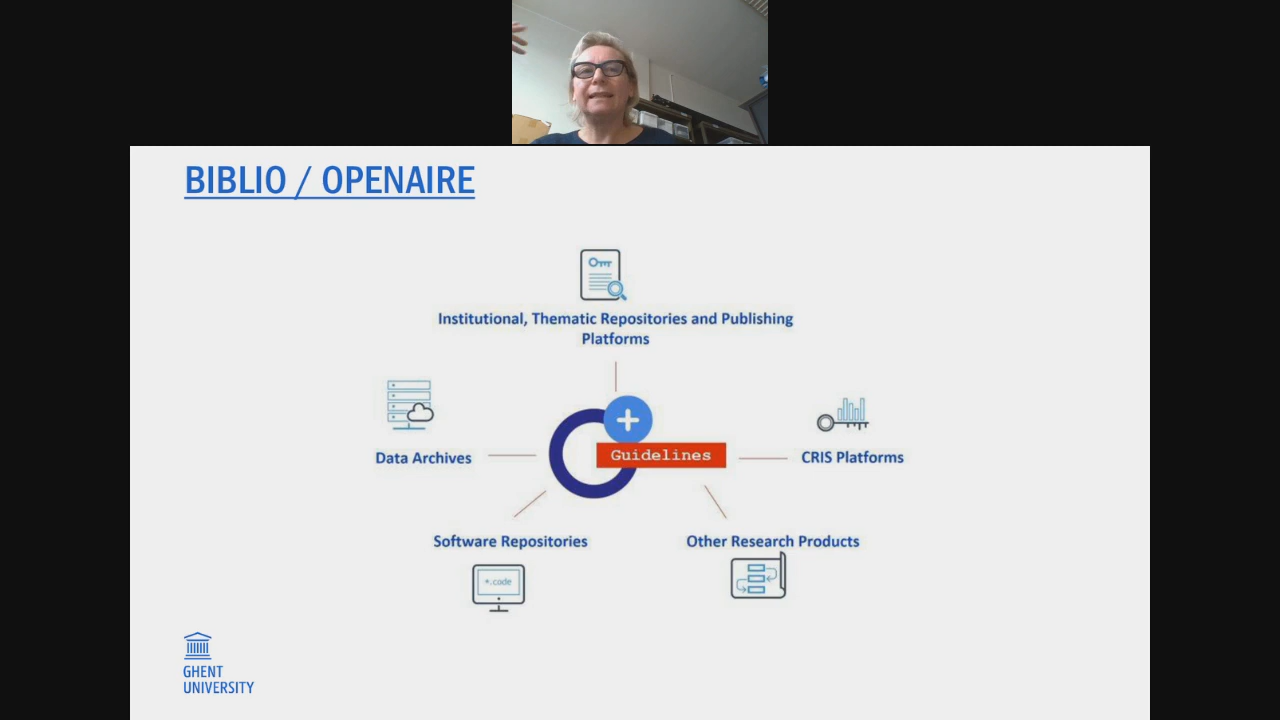 BIBLIO / OPENAIRE
Institutional, Thematic Repositories and Publishing
Platforms
Guidelines
Data Archives
CRIS Platforms
Software Repositories
Other Research Products
*.code
GHENT
UNIVERSITY